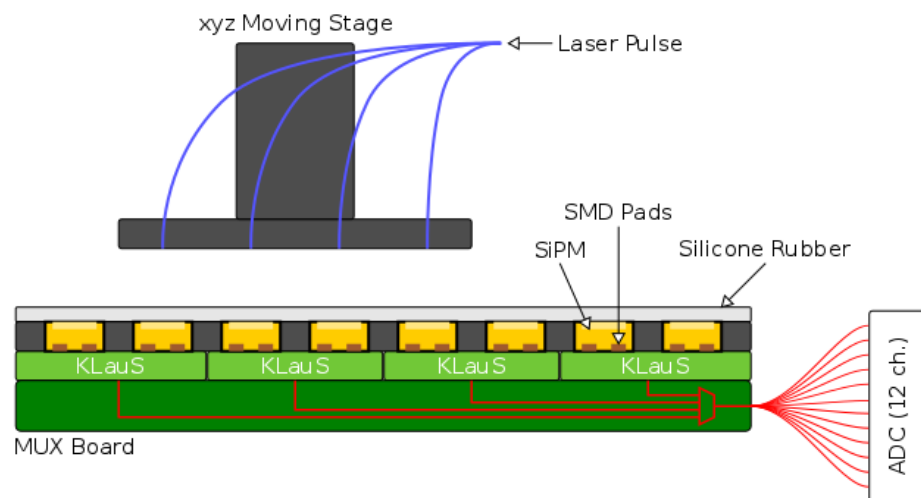 xyz Moving Stage
Laser Pulse
SMD Pads
SiPM
Silicone Rubber
KLauS
KLauS
KLauS
KLauS
MUX Board
ADC (12 ch.)